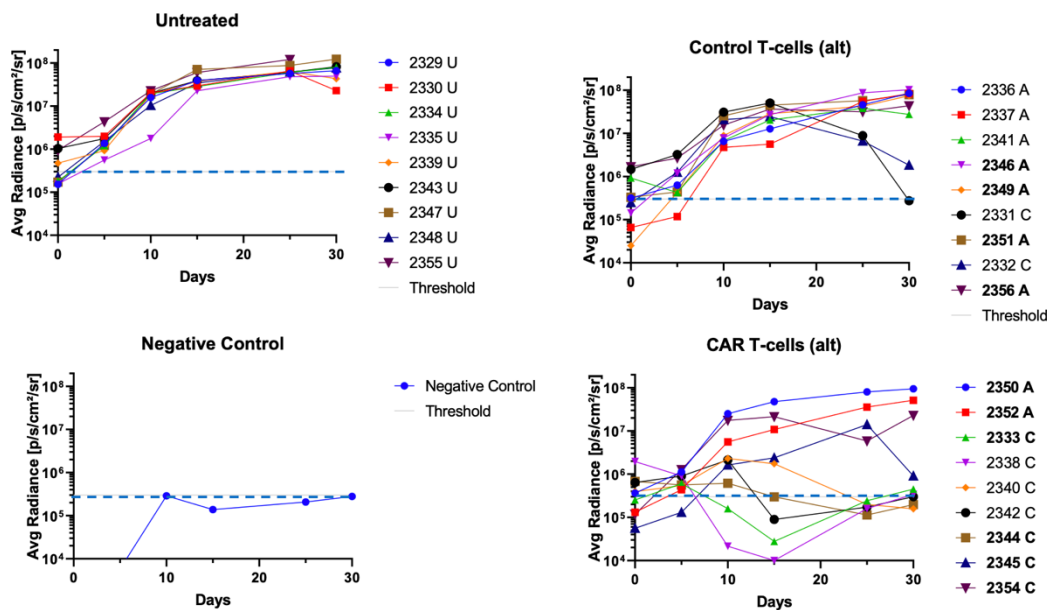 Untreated
Avg Radiance [p/s/cm²/sr]
10⁸
10⁷
10⁶
10⁵
10⁴
0
10
20
30
Days
2329 U
2330 U
2334 U
2335 U
2339 U
2343 U
2347 U
2348 U
2355 U
Threshold
Control T-cells (alt)
Avg Radiance [p/s/cm²/sr]
10⁸
10⁷
10⁶
10⁵
10⁴
0
10
20
30
Days
2336 A
2337 A
2341 A
2346 A
2349 A
2331 C
2351 A
2332 C
2356 A
Threshold
Negative Control
Avg Radiance [p/s/cm²/sr]
10⁸
10⁷
10⁶
10⁵
10⁴
0
10
20
30
Days
Negative Control
Threshold
CAR T-cells (alt)
Avg Radiance [p/s/cm²/sr]
10⁸
10⁷
10⁶
10⁵
10⁴
0
10
20
30
Days
2350 A
2352 A
2333 C
2338 C
2340 C
2342 C
2344 C
2345 C
2354 C